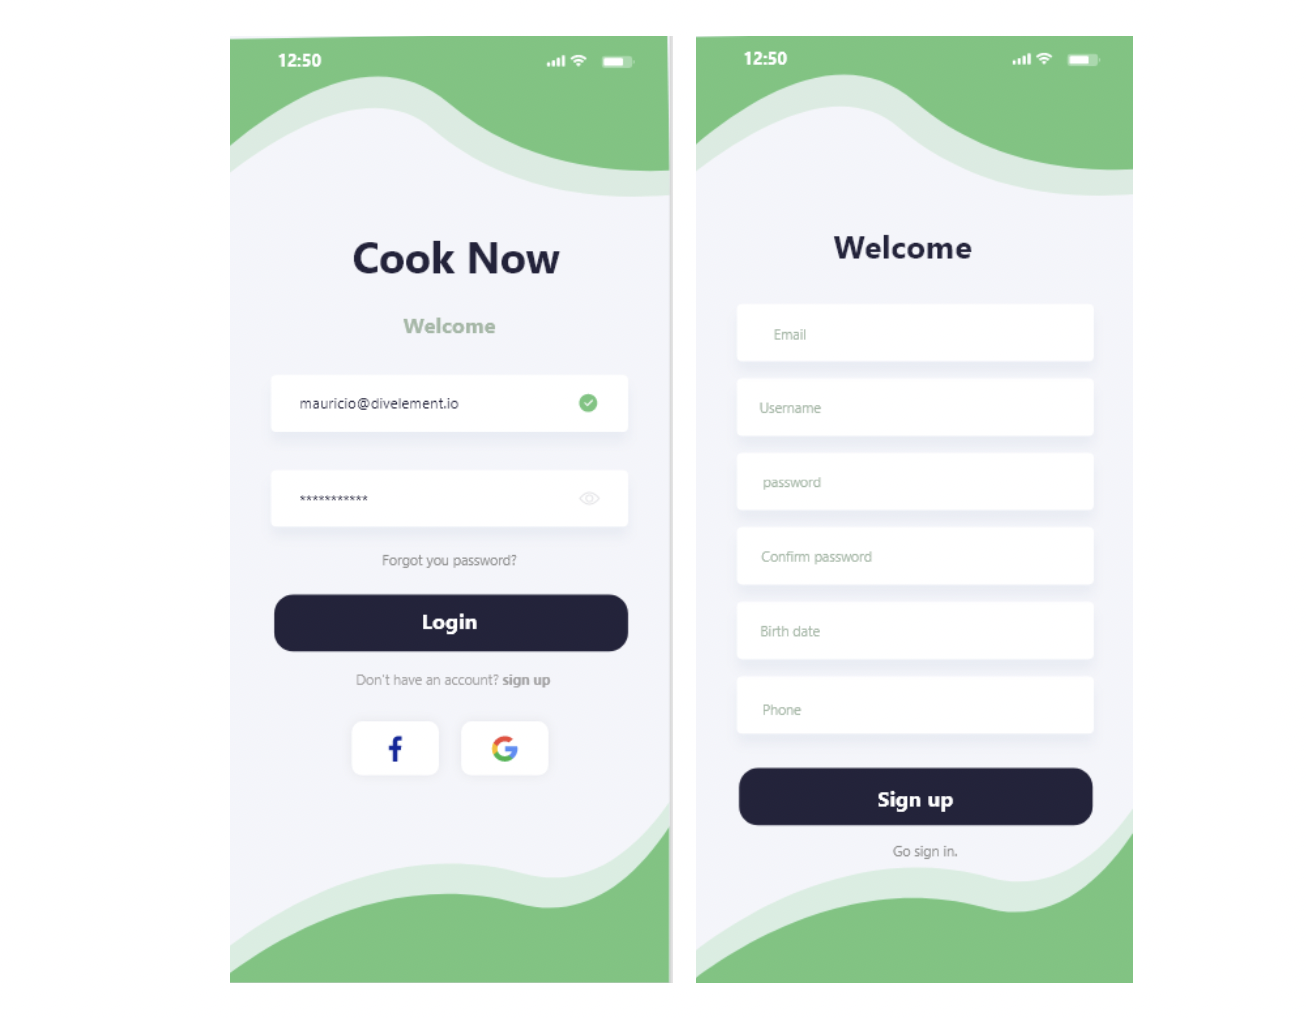 12:50
Cook Now
Welcome
mauricio@divelement.io
***********
Forgot you password?
Login
Don't have an account? sign up
12:50
Welcome
Email
Username
password
Confirm password
Birth date
Phone
Sign up
Go sign in.